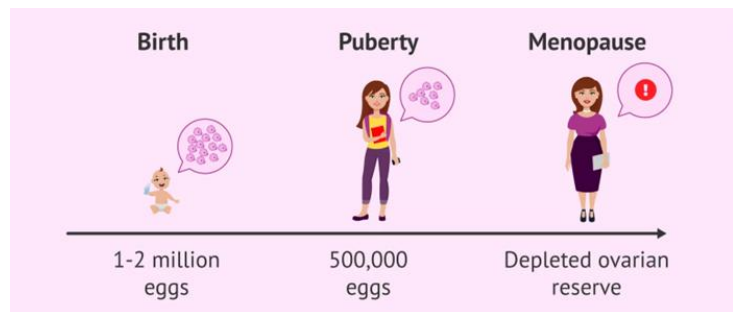 Birth
Puberty
Menopause
!
1-2 million
eggs
500,000
eggs
Depleted ovarian
reserve